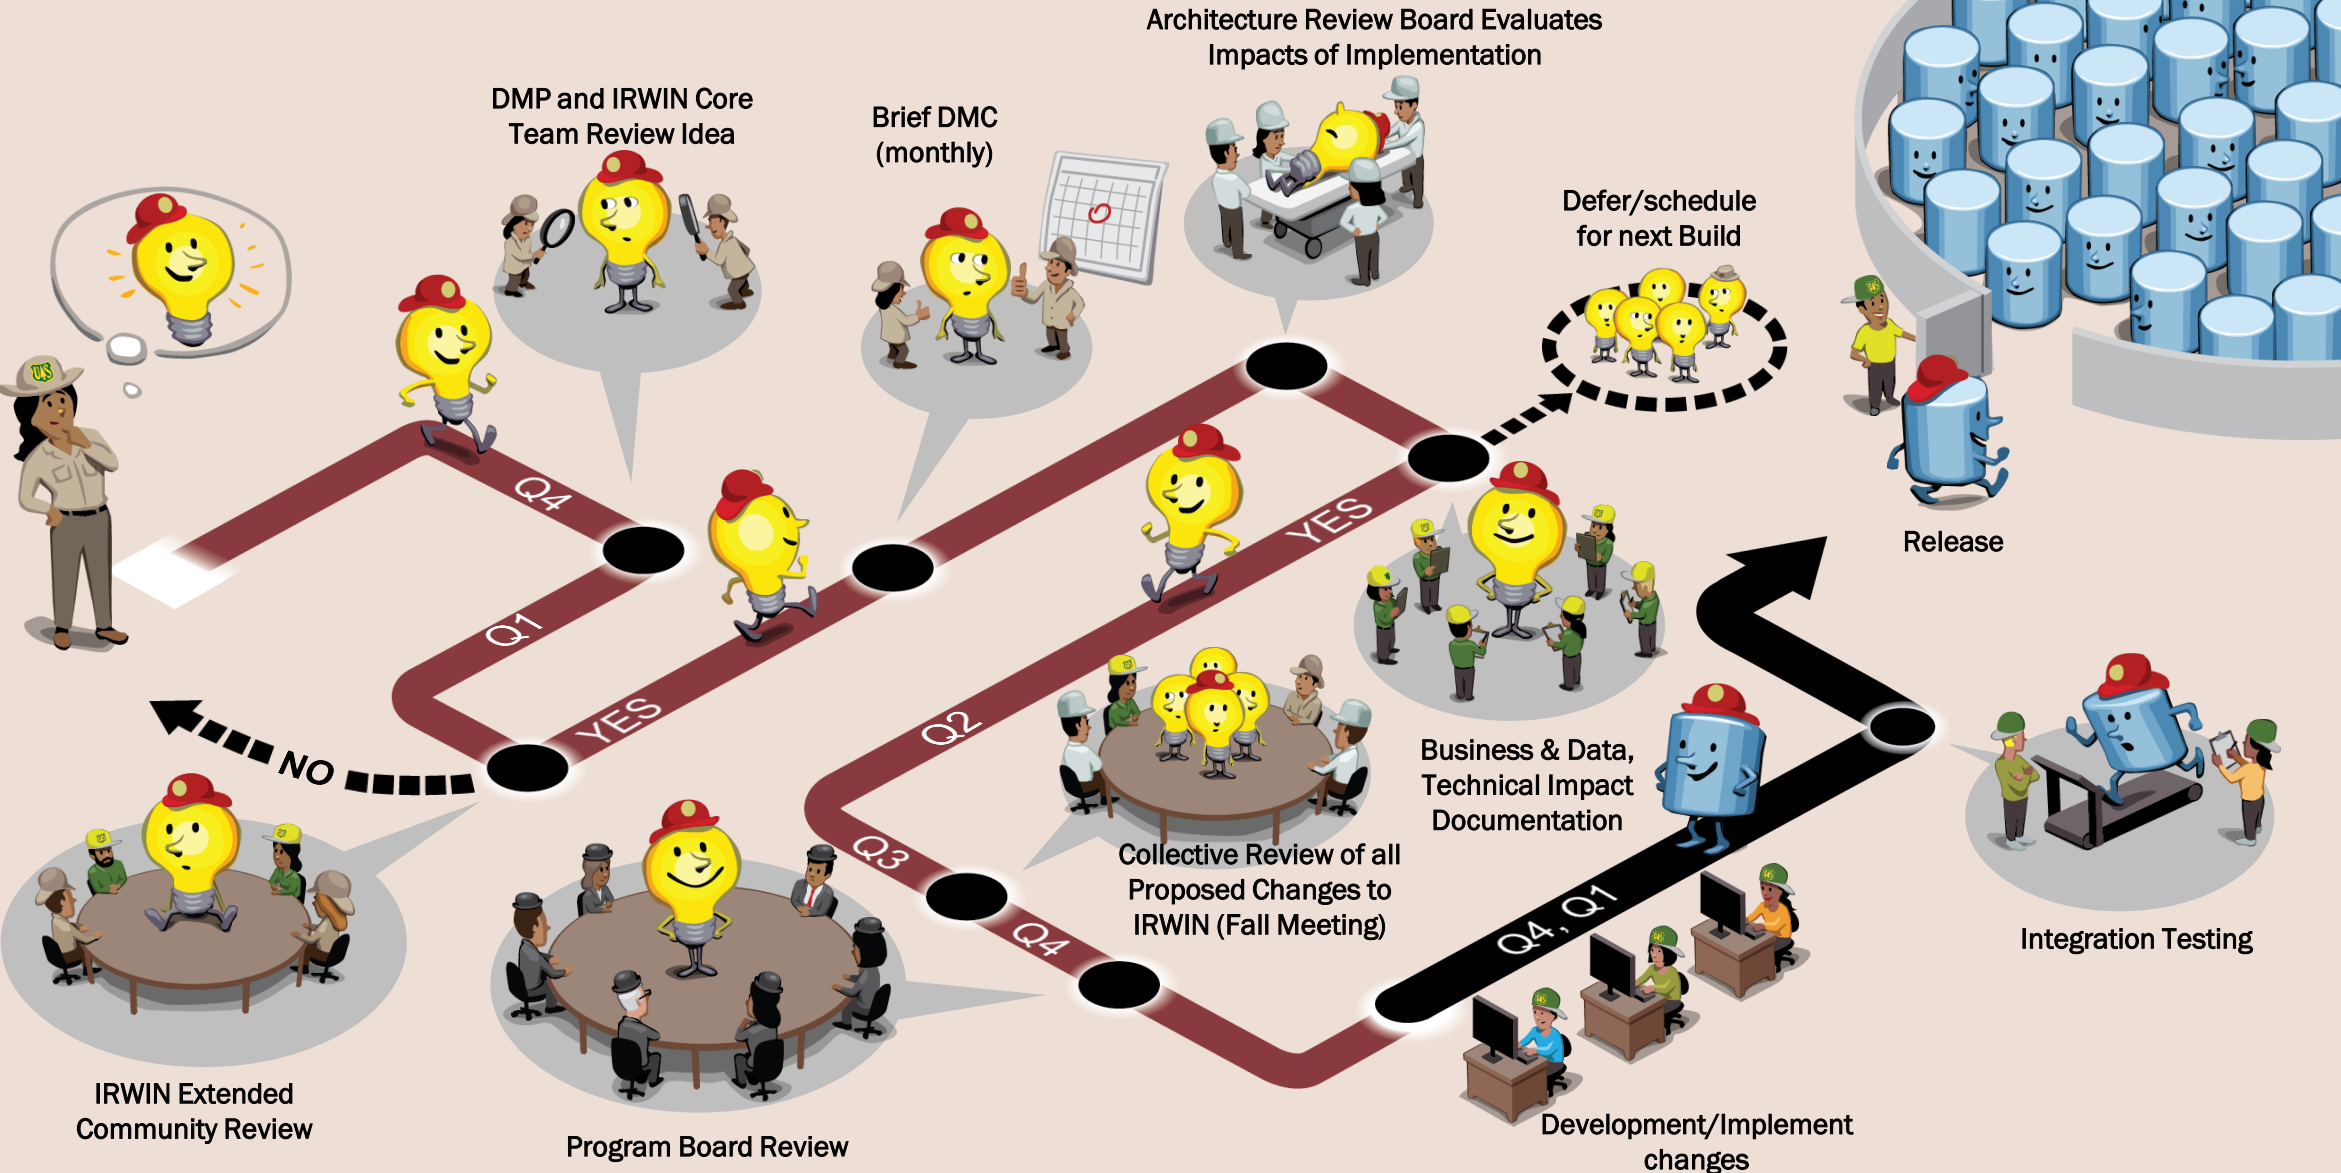 Architecture Review Board Evaluates
Impacts of Implementation
DMP and IRWIN Core
Team Review Idea
Brief DMC
(monthly)
Defer/schedule
for next Build
US
Q4
Q1
YES
NO
YES
Q2
Q3
Q4
Q4, Q1
Release
Business & Data,
Technical Impact
Documentation
Collective Review of all
Proposed Changes to
IRWIN (Fall Meeting)
Integration Testing
IRWIN Extended
Community Review
Program Board Review
Development/Implement
changes